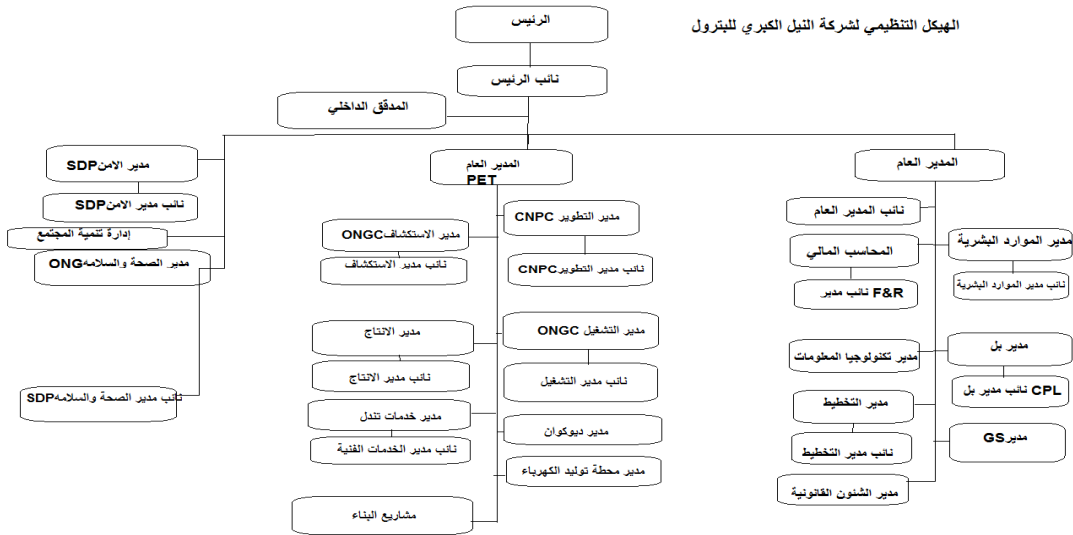 الهيكل التنظيمي لشركة النيل الكبري للبترول
الرئيس
نائب الرئيس
المدقق الداخلي
المدير العام
نائب المدير العام
مدير الموارد البشرية
نائب مدير الموارد البشرية
المحاسب المالي
F&R نائب مدير
مدير بل
CPL نائب مدير بل
مدير تكنولوجيا المعلومات
مدير التخطيط
نائب مدير التخطيط
مديرGS
مدير الشئون القانونية
المدير العام
PET
مدير التطوير CNPC
نائب مدير التطويرCNPC
مدير الاستكشافONGC
نائب مدير الاستكشاف
مدير التشغيل ONGC
نائب مدير التشغيل
مدير الانتاج
نائب مدير الانتاج
مدير ديوكوان
مدير خدمات تندل
نائب مدير الخدمات الفنية
مدير محطة توليد الكهرباء
مشاريع البناء
مدير الامنSDP
نائب مدير الامنSDP
إدارة تنمية المجتمع
مدير الصحة والسلامهONG
نائب مدير الصحة والسلامهSDP